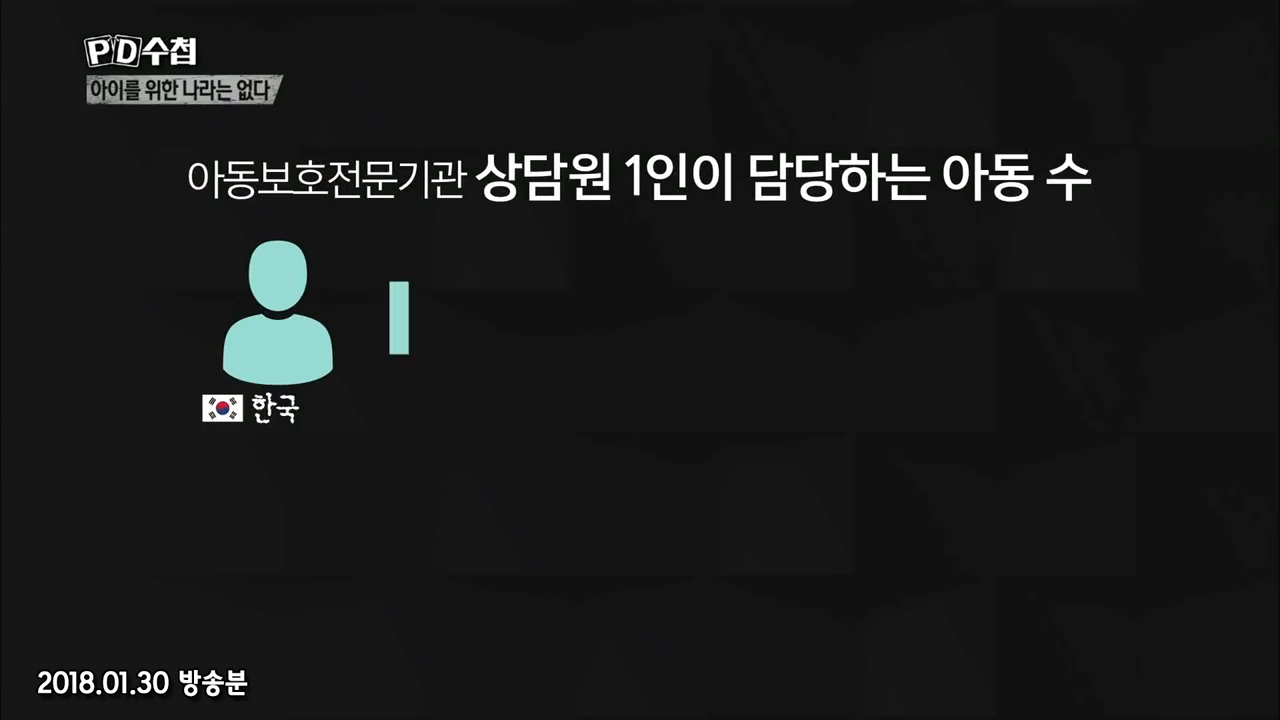 PD수첩
아이를 위한 나라는 없다
아동보호전문기관 상담원 1인이 담당하는 아동 수
한국
2018.01.30 방송분